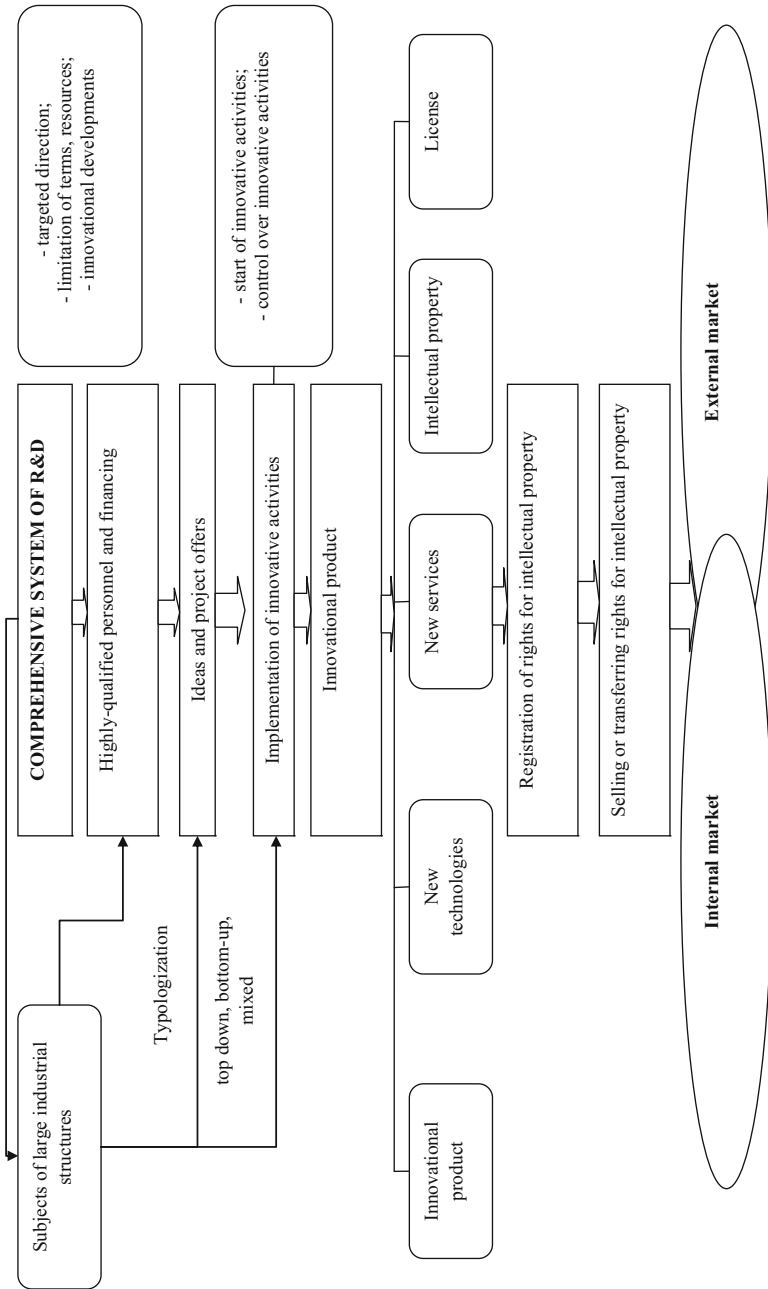 COMPREHENSIVE SYSTEM OF R&D
Subjects of large industrial
structures
Highly-qualified personnel and financing
- targeted direction;
- limitation of terms, resources;
- innovational developments
Typologization
Ideas and project offers
top down, bottom-up,
mixed
Implementation of innovative activities
- start of innovative activities;
- control over innovative activities
Innovational product
Innovational
product
New
technologies
New services
Intellectual property
License
Registration of rights for intellectual property
Selling or transferring rights for intellectual property
Internal market
External market